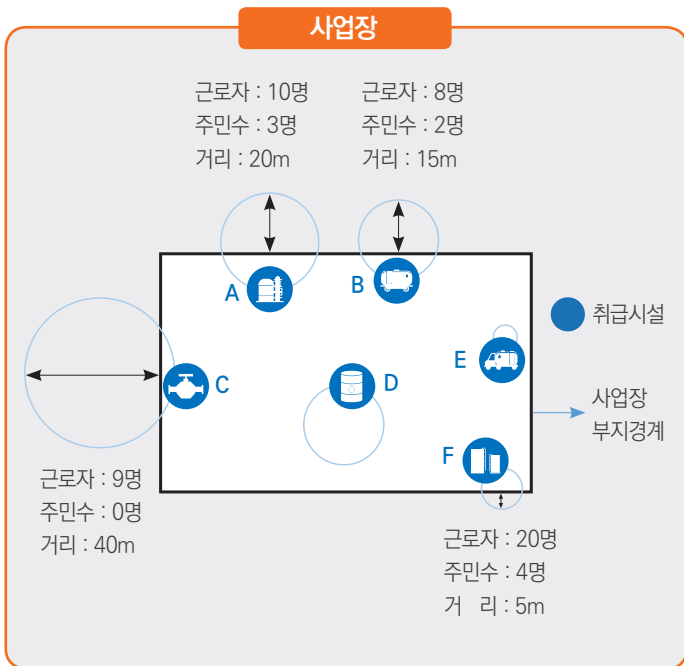 사업장
근로자 : 10명
주민수 : 3명
거리 : 20m
근로자 : 8명
주민수 : 2명
거리 : 15m
A
B
취급시설
E
C
D
사업장
부지경계
F
근로자 : 9명
주민수 : 0명
거리 : 40m
근로자 : 20명
주민수 : 4명
거 리 : 5m